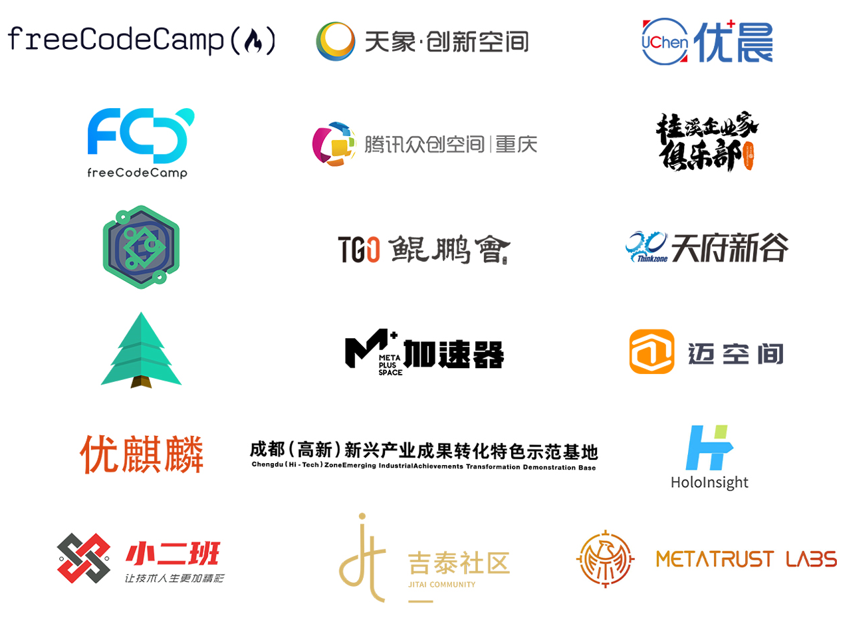 freeCodeCamp(🔥)
天象·创新空间
UChen 优晨
freeCodeCamp
腾讯众创空间|重庆
桂溪企业家
俱乐部
TGO 鲲鹏會
Thinkzone 天府新谷
M+ 加速器
META
PLUS
SPACE
迈空间
优麒麟
成都(高新)新兴产业成果转化特色示范基地
Chengdu(Hi-Tech)ZoneEmerging IndustrialAchievements Transformation Demonstration Base
HoloInsight
小二班
让技术人生更加精彩
jt
吉泰社区
JITAI COMMUNITY
METATRUST LABS